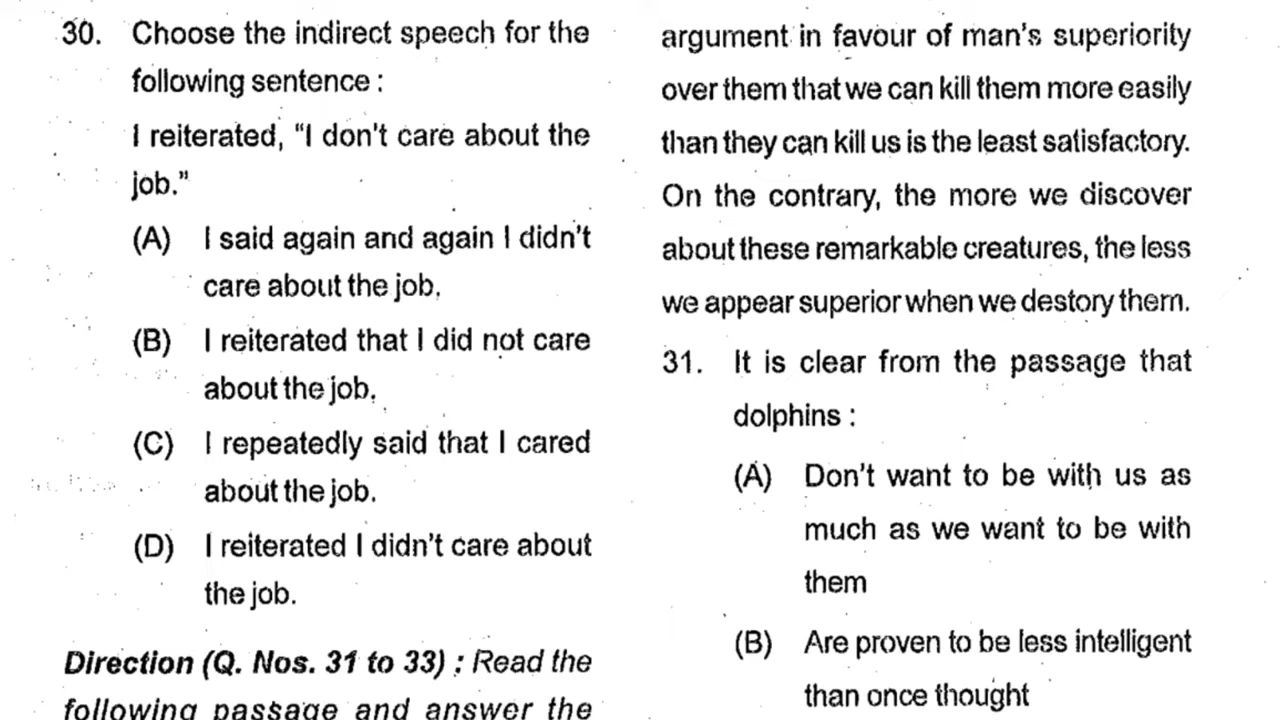 30. Choose the indirect speech for the
following sentence :
I reiterated, "I don't care about the
job."
(A) I said again and again I didn't
care about the job.
(B) I reiterated that I did not care
about the job.
(C) I repeatedly said that I cared
about the job.
(D) I reiterated I didn't care about
the job.
Direction (Q. Nos. 31 to 33) : Read the
following passage and answer the
argument in favour of man's superiority
over them that we can kill them more easily
than they can kill us is the least satisfactory.
On the contrary, the more we discover
about these remarkable creatures, the less
we appear superior when we destory them.
31. It is clear from the passage that
dolphins :
(A) Don't want to be with us as
much as we want to be with
them
(B) Are proven to be less intelligent
than once thought